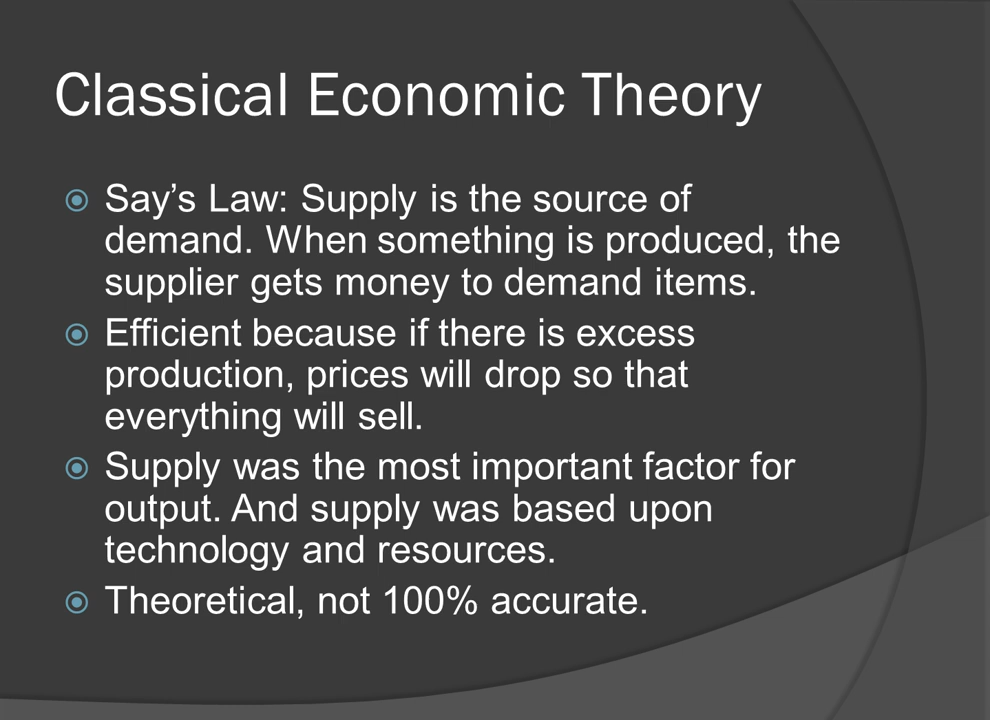 Classical Economic Theory
Say’s Law: Supply is the source of
demand. When something is produced, the
supplier gets money to demand items.
Efficient because if there is excess
production, prices will drop so that
everything will sell.
Supply was the most important factor for
output. And supply was based upon
technology and resources.
Theoretical, not 100% accurate.